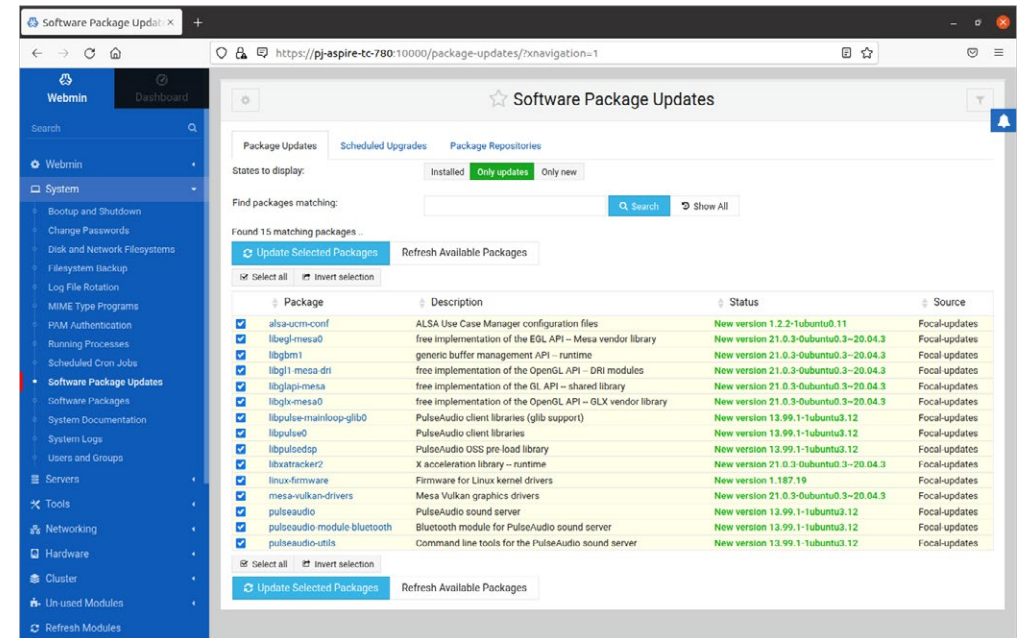 Software Package Updat
https://pj-aspire-tc-780:10000/package-updates/?xnavigation=1
Webmin
Dashboard
Search
Webmin
System
Bootup and Shutdown
Change Passwords
Disk and Network Filesystems
Filesystem Backup
Log File Rotation
MIME Type Programs
PAM Authentication
Running Processes
Scheduled Cron Jobs
Software Package Updates
Software Packages
System Documentation
System Logs
Users and Groups
Servers
Tools
Networking
Hardware
Cluster
Un-used Modules
Refresh Modules
Software Package Updates
Package Updates Scheduled Upgrades Package Repositories
States to display: Installed Only updates Only new
Find packages matching: Search Show All
Found 15 matching packages ..
Update Selected Packages Refresh Available Packages
Select all Invert selection
Package Description Status Source
alsa-ucm-conf ALSA Use Case Manager configuration files New version 1.2.2-1ubuntu0.11 Focal-updates
libegl-mesa0 free implementation of the EGL API -- Mesa vendor library New version 21.0.3-0ubuntu0.3~20.04.3 Focal-updates
libgbm1 generic buffer management API -- runtime New version 21.0.3-0ubuntu0.3~20.04.3 Focal-updates
libgl1-mesa-dri free implementation of the OpenGL API -- DRI modules New version 21.0.3-0ubuntu0.3~20.04.3 Focal-updates
libglapi-mesa free implementation of the GL API -- shared library New version 21.0.3-0ubuntu0.3~20.04.3 Focal-updates
libglx-mesa0 free implementation of the OpenGL API -- GLX vendor library New version 21.0.3-0ubuntu0.3~20.04.3 Focal-updates
libpulse-mainloop-glib0 PulseAudio client libraries (glib support) New version 13.99.1-1ubuntu3.12 Focal-updates
libpulse0 PulseAudio client libraries New version 13.99.1-1ubuntu3.12 Focal-updates
libpulsedsp PulseAudio OSS pre-load library New version 13.99.1-1ubuntu3.12 Focal-updates
libxatracker2 X acceleration library -- runtime New version 21.0.3-0ubuntu0.3~20.04.3 Focal-updates
linux-firmware Firmware for Linux kernel drivers New version 1.187.19 Focal-updates
mesa-vulkan-drivers Mesa Vulkan graphics drivers New version 21.0.3-0ubuntu0.3~20.04.3 Focal-updates
pulseaudio PulseAudio sound server New version 13.99.1-1ubuntu3.12 Focal-updates
pulseaudio-module-bluetooth Bluetooth module for PulseAudio sound server New version 13.99.1-1ubuntu3.12 Focal-updates
pulseaudio-utils Command line tools for the PulseAudio sound server New version 13.99.1-1ubuntu3.12 Focal-updates
Select all Invert selection
Update Selected Packages Refresh Available Packages